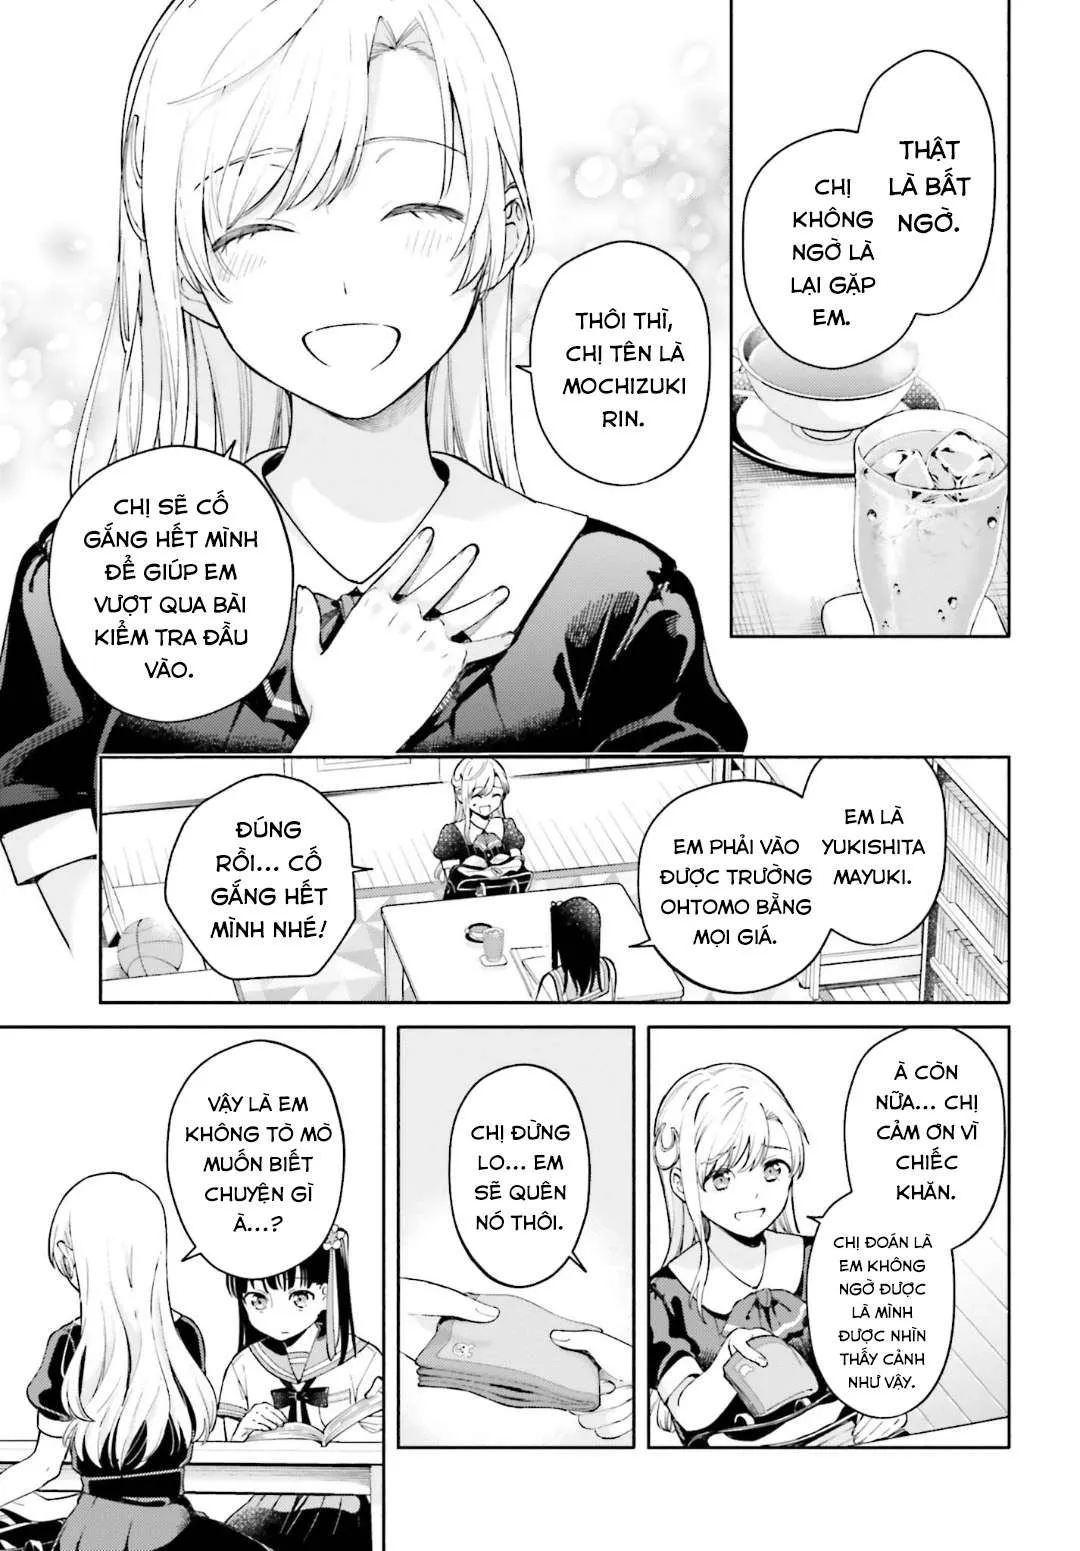 THẬT
LÀ BẤT
NGỜ.
CHỊ
KHÔNG
NGỜ LÀ
LẠI GẶP
EM.
THÔI THÌ,
CHỊ TÊN LÀ
MOCHIZUKI
RIN.
CHỊ SẼ CỐ
GẮNG HẾT MÌNH
ĐỂ GIÚP EM
VƯỢT QUA BÀI
KIỂM TRA ĐẦU
VÀO.
EM LÀ
YUKISHITA
MAYUKI.
EM PHẢI VÀO
ĐƯỢC TRƯỜNG
OHTOMO BẰNG
MỌI GIÁ.
ĐÚNG
RỒI... CỐ
GẮNG HẾT
MÌNH NHÉ!
À CÒN
NỮA... CHỊ
CẢM ƠN VÌ
CHIẾC
KHĂN.
CHỊ ĐOÁN LÀ
EM KHÔNG
NGỜ ĐƯỢC
LÀ MÌNH
ĐƯỢC NHÌN
THẤY CẢNH
NHƯ VẬY.
CHỊ ĐỪNG
LO... EM
SẼ QUÊN
NÓ THÔI.
VẬY LÀ EM
KHÔNG TÒ MÒ
MUỐN BIẾT
CHUYỆN GÌ
À...?